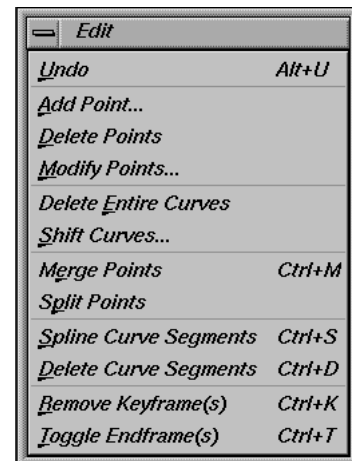 Edit
Undo Alt+U
Add Point...
Delete Points
Modify Points...
Delete Entire Curves
Shift Curves...
Merge Points Ctrl+M
Split Points
Spline Curve Segments Ctrl+S
Delete Curve Segments Ctrl+D
Remove Keyframe(s) Ctrl+K
Toggle Endframe(s) Ctrl+T